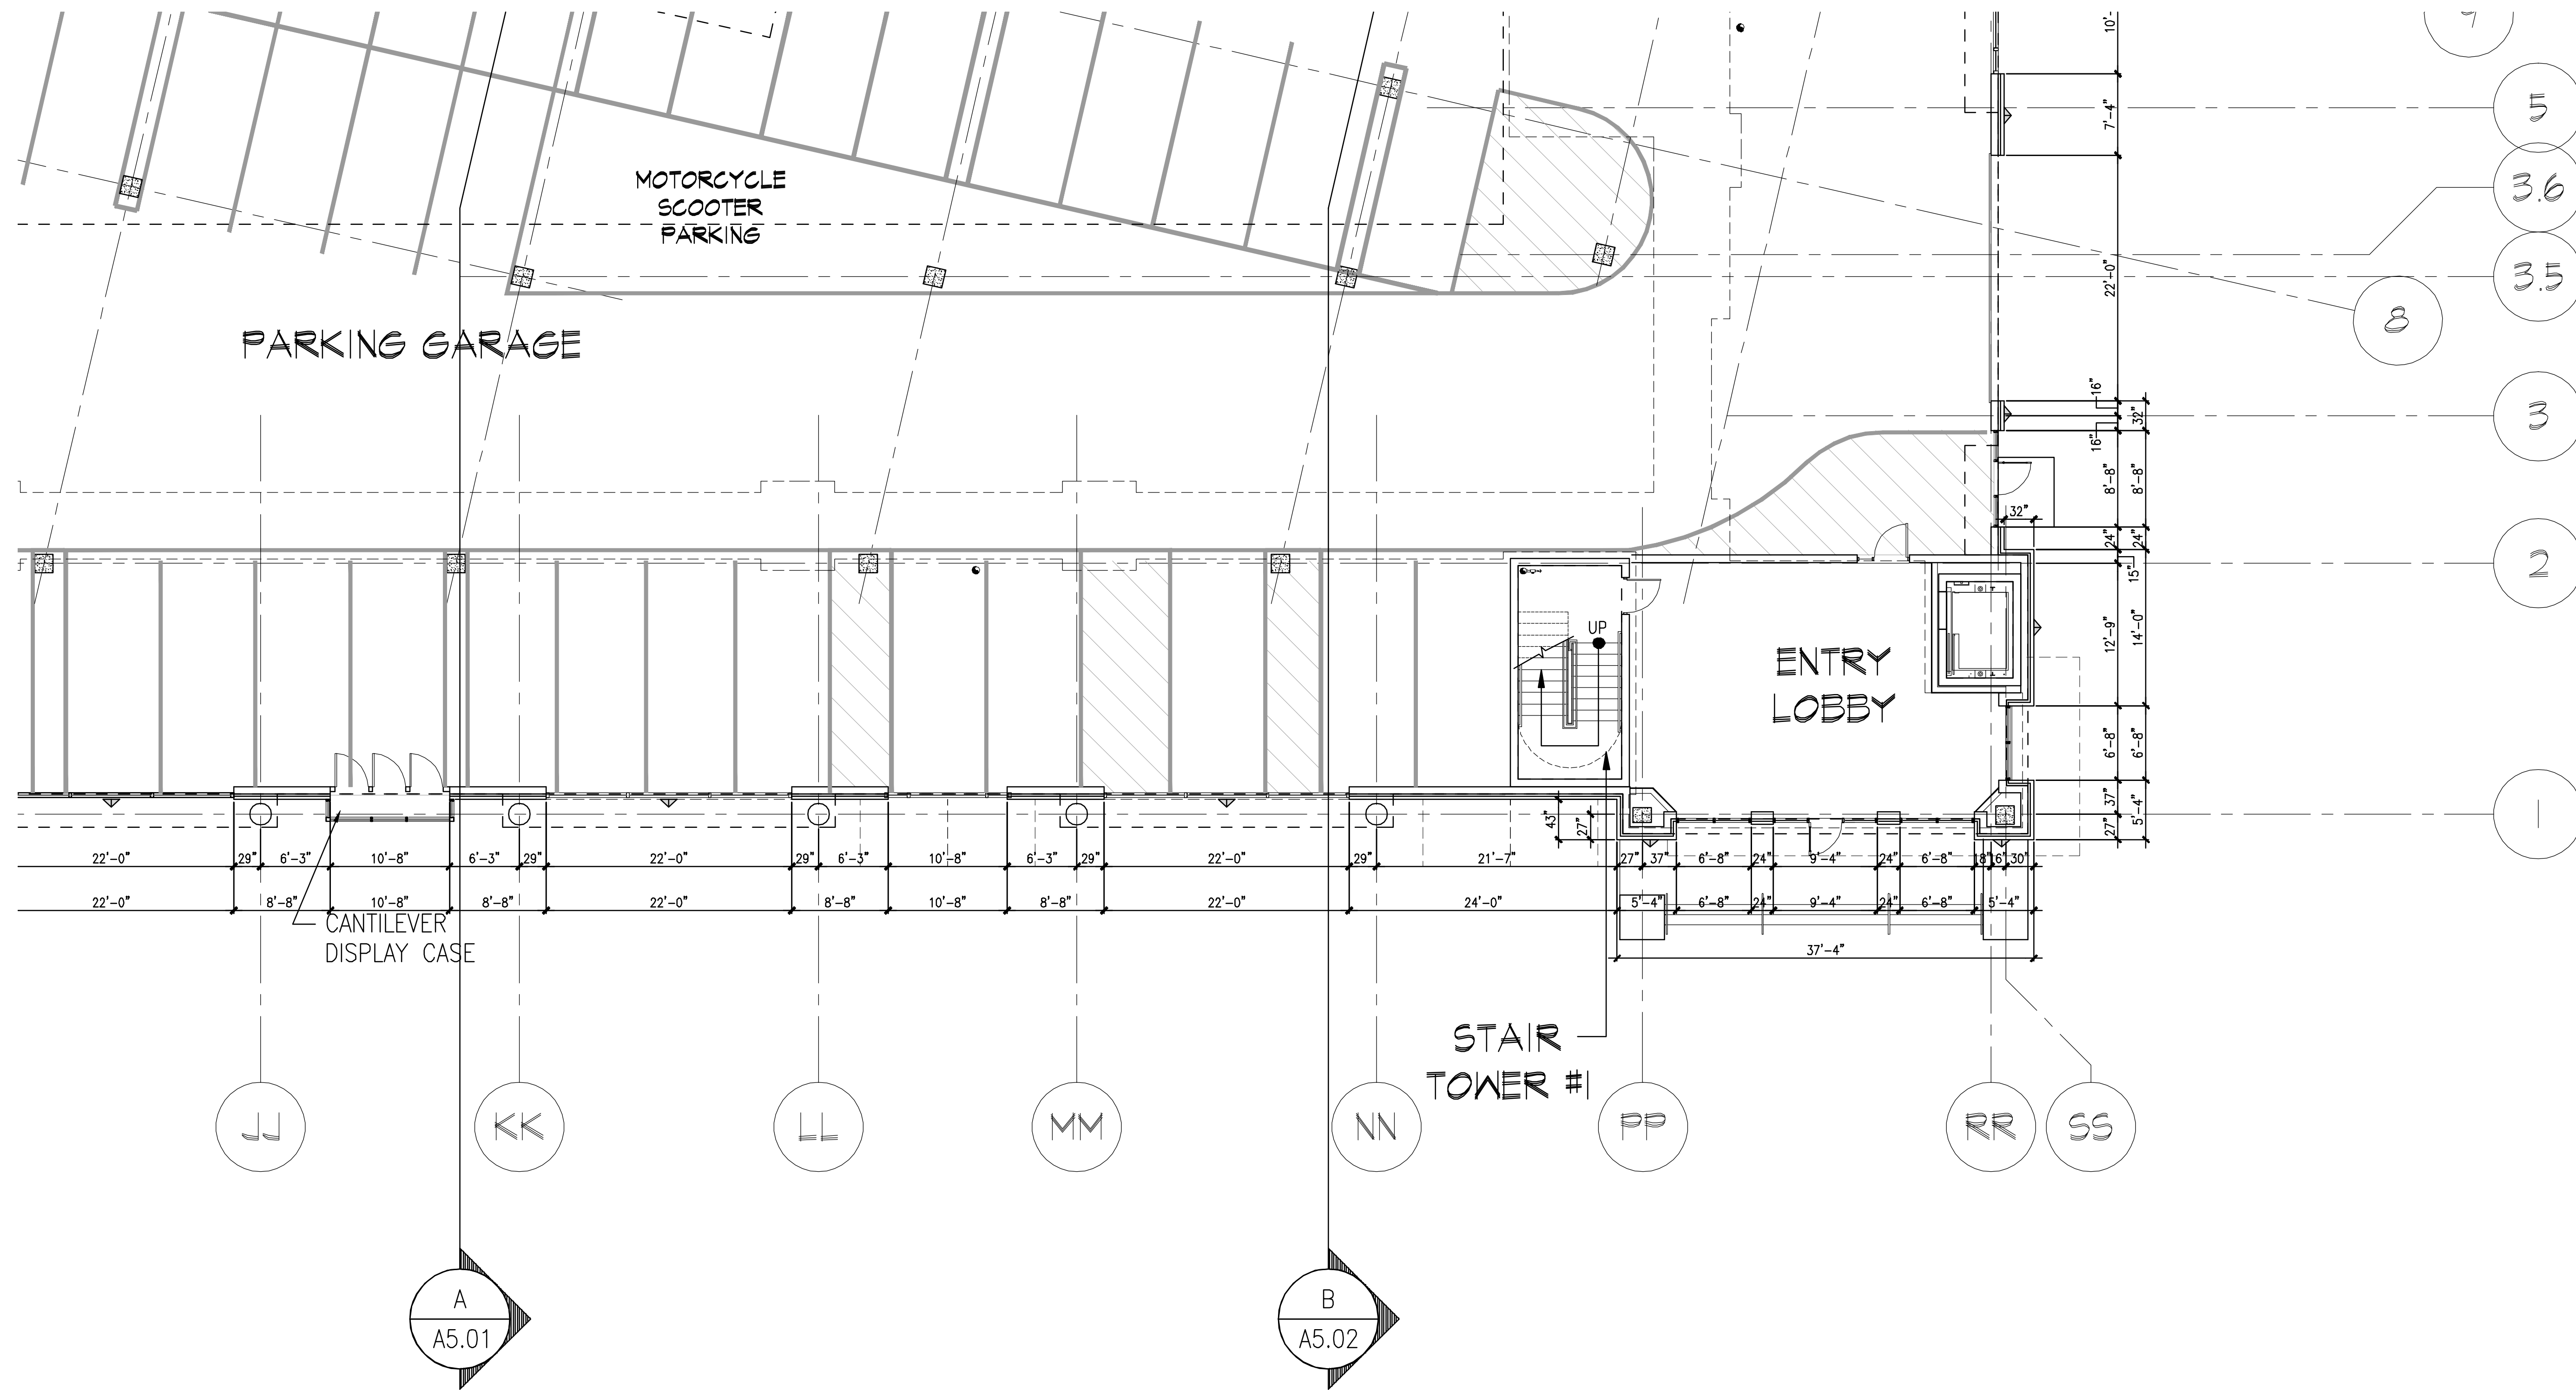 10'-
5
7'-4"
3.6
MOTORCYCLE
SCOOTER
PARKING
22'-0"
3.5
8
PARKING GARAGE
16"
32"
3
16"
8'-8"
8'-8"
32"
24"
24"
2
15"
UP
ENTRY
LOBBY
12'-9"
14'-0"
6'-8"
6'-8"
37"
5'-4"
27"
1
43"
27"
22'-0" 29" 6'-3" 10'-8" 6'-3" 29" 22'-0" 29" 6'-3" 10'-8" 6'-3" 29" 22'-0" 29" 21'-7" 27" 37" 6'-8" 24" 9'-4" 24" 6'-8" 18" 16" 30"
22'-0" 8'-8" 10'-8" 8'-8" 22'-0" 8'-8" 10'-8" 8'-8" 22'-0" 24'-0" 5'-4" 6'-8" 24" 9'-4" 24" 6'-8" 5'-4"
CANTILEVER
DISPLAY CASE
37'-4"
STAIR
TOWER #1
JJ KK LL MM NN PP RR SS
A
A5.01
B
A5.02